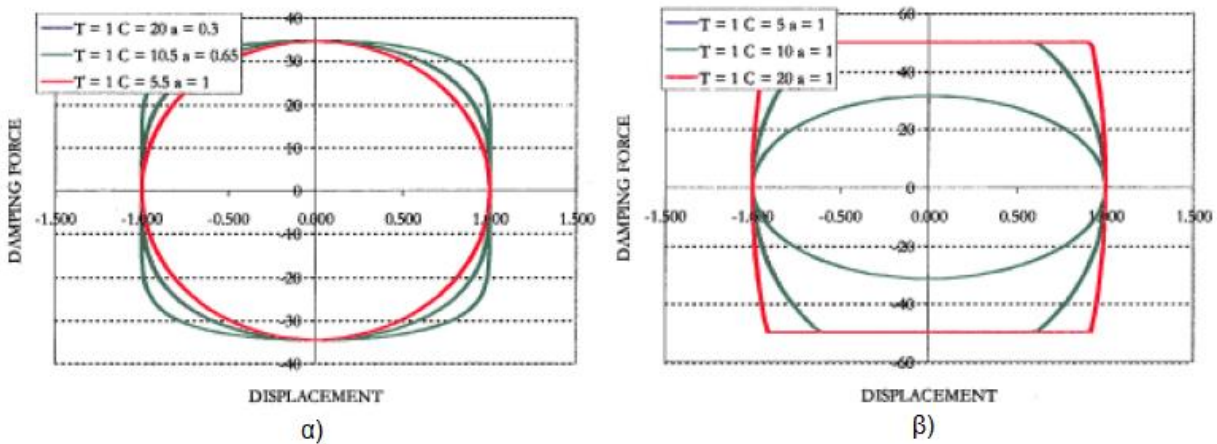 T = 1 C = 20 a = 0.3
T = 1 C = 10.5 a = 0.65
T = 1 C = 5.5 a = 1
40
30
20
10
0
-10
-20
-30
-40
-1.500 -1.000 -0.500 0.000 0.500 1.000 1.500
DAMPING FORCE
DISPLACEMENT
α)
T = 1 C = 5 a = 1
T = 1 C = 10 a = 1
T = 1 C = 20 a = 1
60
40
20
0
-20
-40
-60
-1.500 -1.000 -0.500 0.000 0.500 1.000 1.500
DAMPING FORCE
DISPLACEMENT
β)